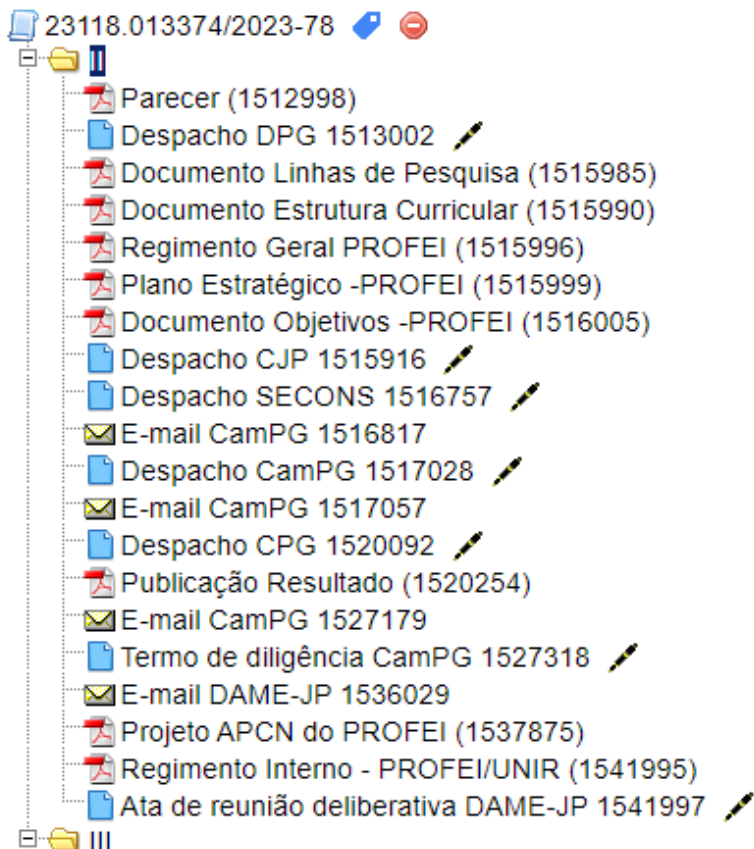 23118.013374/2023-78
II
Parecer (1512998)
Despacho DPG 1513002
Documento Linhas de Pesquisa (1515985)
Documento Estrutura Curricular (1515990)
Regimento Geral PROFEI (1515996)
Plano Estratégico -PROFEI (1515999)
Documento Objetivos -PROFEI (1516005)
Despacho CJP 1515916
Despacho SECONS 1516757
E-mail CamPG 1516817
Despacho CamPG 1517028
E-mail CamPG 1517057
Despacho CPG 1520092
Publicação Resultado (1520254)
E-mail CamPG 1527179
Termo de diligência CamPG 1527318
E-mail DAME-JP 1536029
Projeto APCN do PROFEI (1537875)
Regimento Interno - PROFEI/UNIR (1541995)
Ata de reunião deliberativa DAME-JP 1541997
III